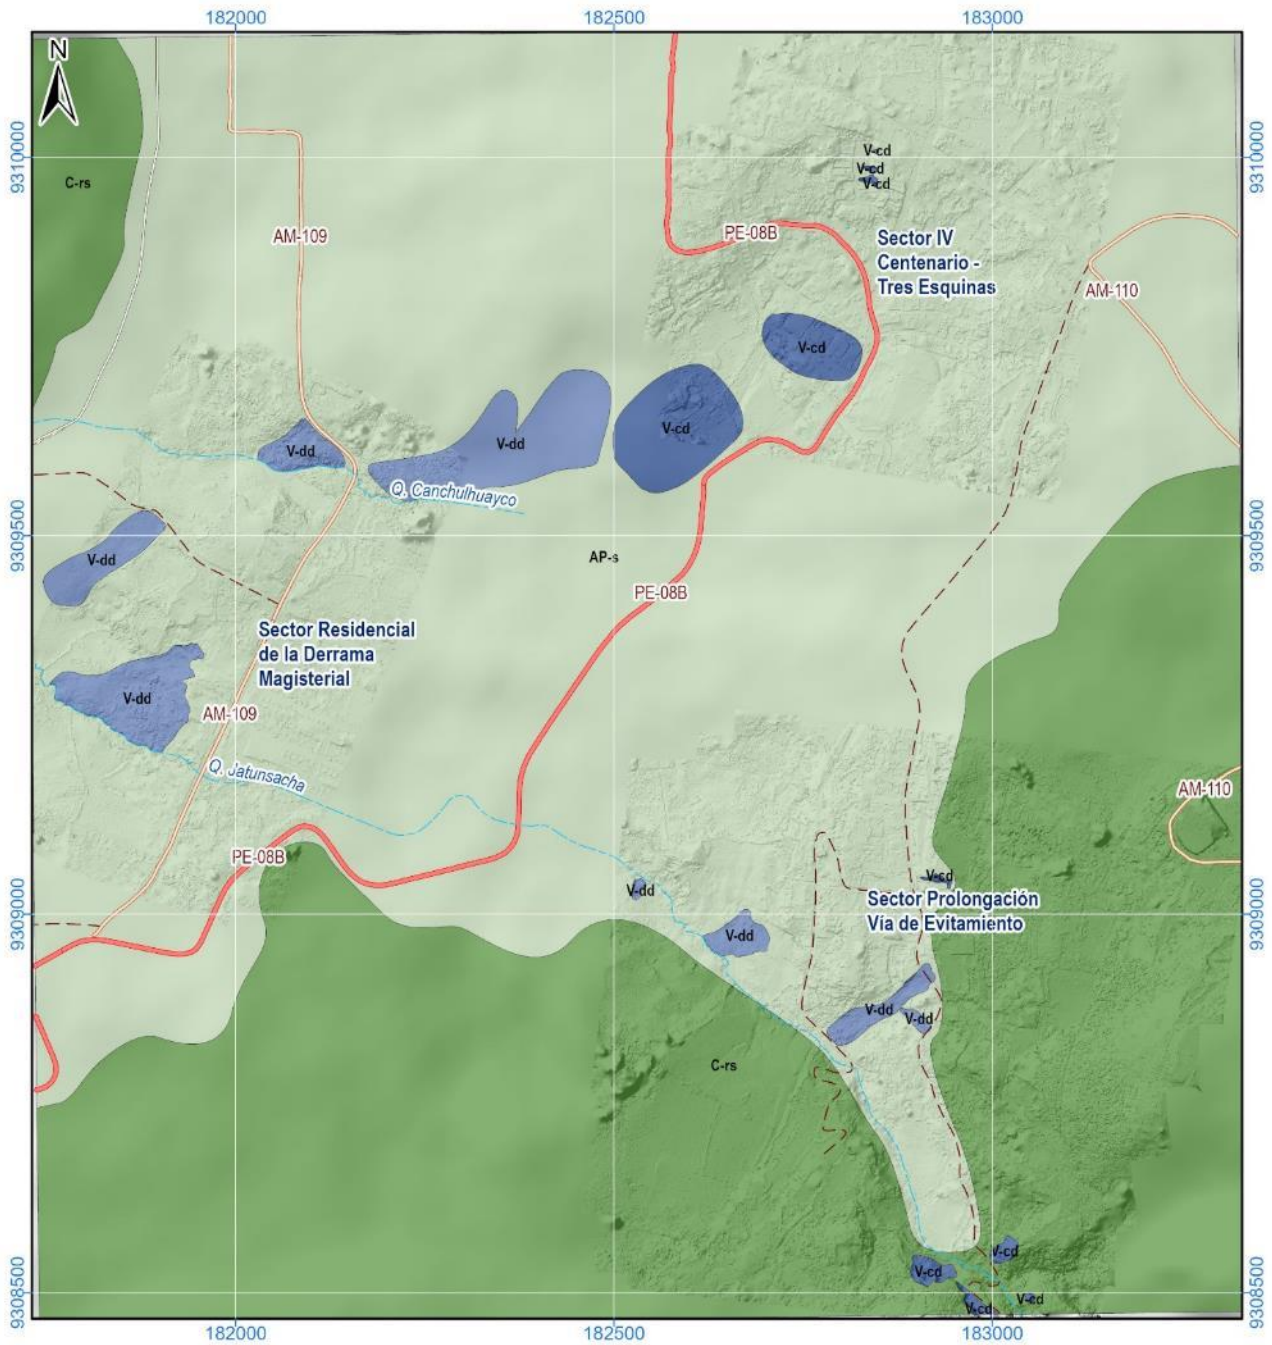 182000
182500
183000
N
9310000
9310000
V-cd
V-cd
V-cd
C-rs
AM-109
PE-08B
Sector IV
Centenario -
Tres Esquinas
AM-110
V-cd
V-cd
V-dd
V-dd
Q. Canchulhuayco
9309500
9309500
V-dd
AP-s
PE-08B
Sector Residencial
de la Derrama
Magisterial
V-dd
AM-109
Q. Jatunsacha
AM-110
PE-08B
V-cd
V-dd
Sector Prolongación
Vía de Evitamiento
9309000
9309000
V-dd
V-dd
V-dd
C-rs
V-cd
V-cd
V-cd
V-cd
9308500
9308500
182000
182500
183000